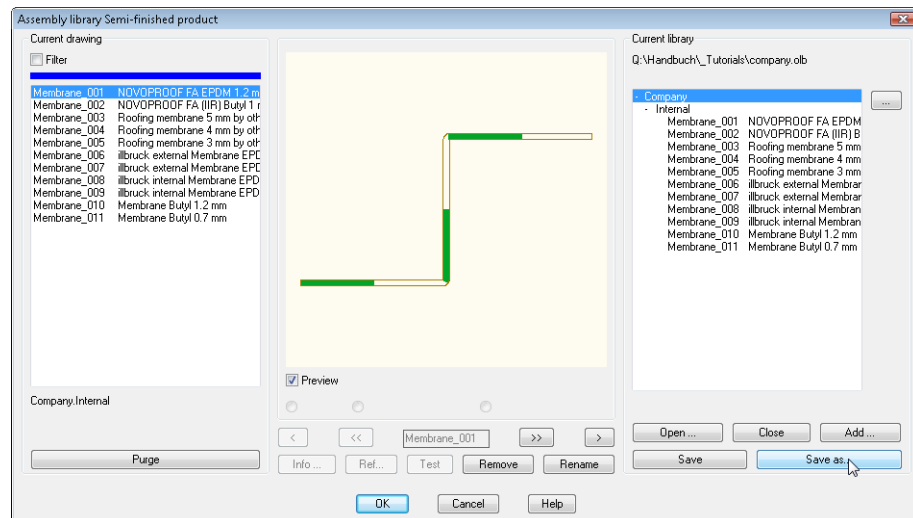 Assembly library Semi-finished product
Current drawing
Filter
Membrane_001 NOVOPROOF FA EPDM 1.2 m
Membrane_002 NOVOPROOF FA (IIR) Butyl 1
Membrane_003 Roofing membrane 5 mm by oth
Membrane_004 Roofing membrane 4 mm by oth
Membrane_005 Roofing membrane 3 mm by oth
Membrane_006 illbruck external Membrane EPD
Membrane_007 illbruck external Membrane EPD
Membrane_008 illbruck internal Membrane EPD
Membrane_009 illbruck internal Membrane EPD
Membrane_010 Membrane Butyl 1.2 mm
Membrane_011 Membrane Butyl 0.7 mm
Company.Internal
Purge
Preview
< << Membrane_001 >> >
Info ... Ref... Test Remove Rename
Current library
Q:\Handbuch\_Tutorials\company.olb
...
- Company
- Internal
Membrane_001 NOVOPROOF FA EPDM
Membrane_002 NOVOPROOF FA (IIR) B
Membrane_003 Roofing membrane 5 mm
Membrane_004 Roofing membrane 4 mm
Membrane_005 Roofing membrane 3 mm
Membrane_006 illbruck external Membrar
Membrane_007 illbruck external Membrar
Membrane_008 illbruck internal Membran
Membrane_009 illbruck internal Membran
Membrane_010 Membrane Butyl 1.2 mm
Membrane_011 Membrane Butyl 0.7 mm
Open ... Close Add ...
Save Save as...
OK Cancel Help